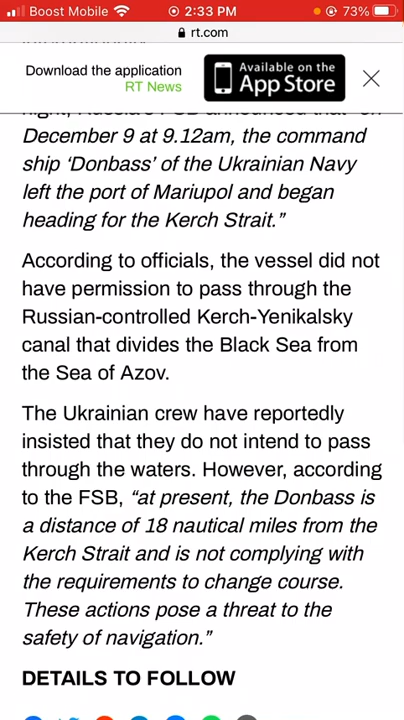 Boost Mobile 2:33 PM 73%
rt.com
Download the application
RT News
Available on the
App Store
night, Russia's FSB announced that “on
December 9 at 9.12am, the command
ship ‘Donbass’ of the Ukrainian Navy
left the port of Mariupol and began
heading for the Kerch Strait.”
According to officials, the vessel did not
have permission to pass through the
Russian-controlled Kerch-Yenikalsky
canal that divides the Black Sea from
the Sea of Azov.
The Ukrainian crew have reportedly
insisted that they do not intend to pass
through the waters. However, according
to the FSB, “at present, the Donbass is
a distance of 18 nautical miles from the
Kerch Strait and is not complying with
the requirements to change course.
These actions pose a threat to the
safety of navigation.”
DETAILS TO FOLLOW